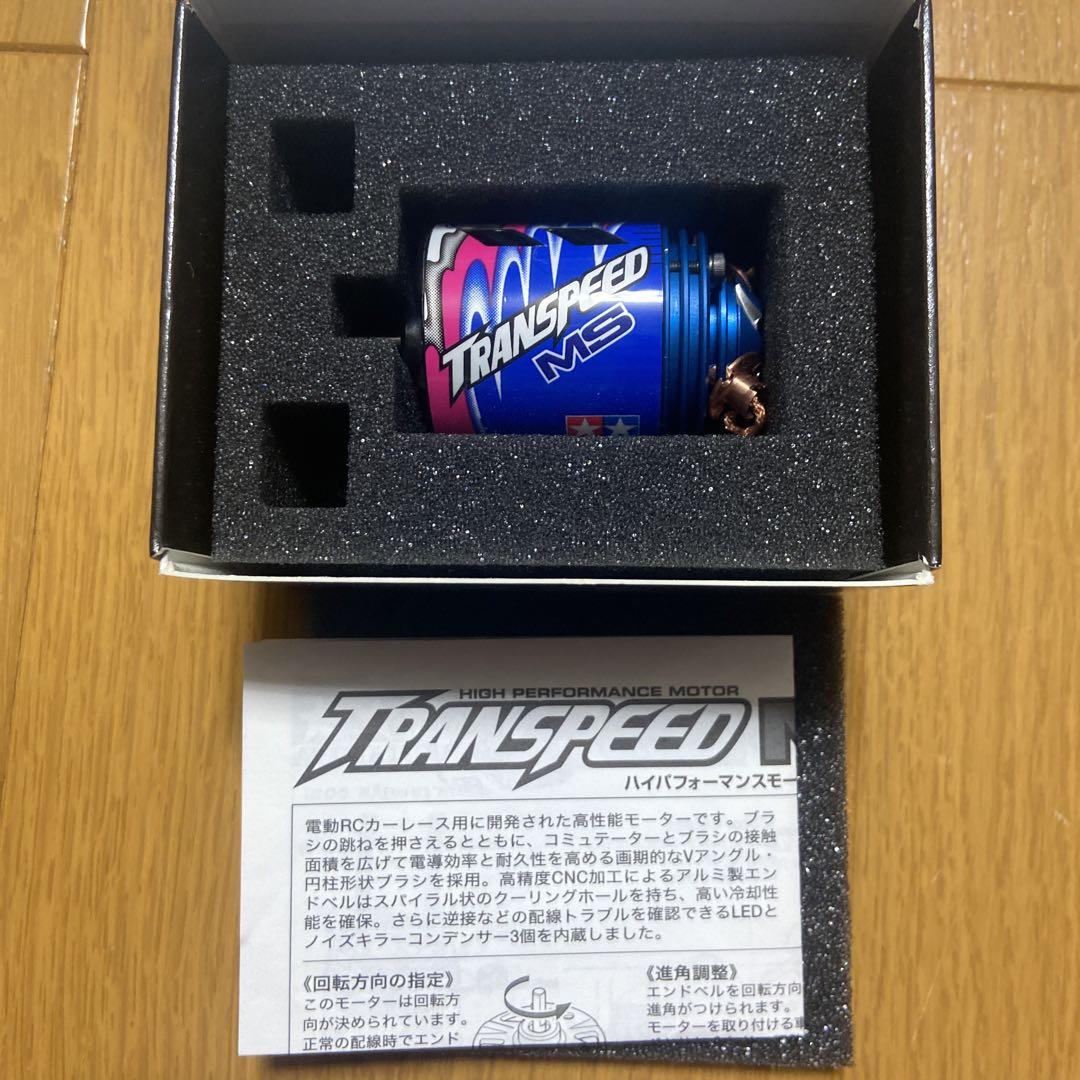 TRANSPEED
MS
HIGH PERFORMANCE MOTOR
TRANSPEED
ハイパフォーマンスモー
電動RCカーレース用に開発された高性能モーターです。ブラ
シの跳ねを押さえるとともに、コミュテーターとブラシの接触
面積を広げて電導効率と耐久性を高める画期的なVアングル・
円柱形状ブラシを採用。高精度CNC加工によるアルミ製エン
ドベルはスパイラル状のクーリングホールを持ち、高い冷却性
能を確保。さらに逆接などの配線トラブルを確認できるLEDと
ノイズキラーコンデンサー3個を内蔵しました。
《回転方向の指定》
このモーターは回転方
向が決められています。
正常の配線時でエンド
《進角調整》
エンドベルを回転方向
進角がつけられます。
モーターを取り付ける車